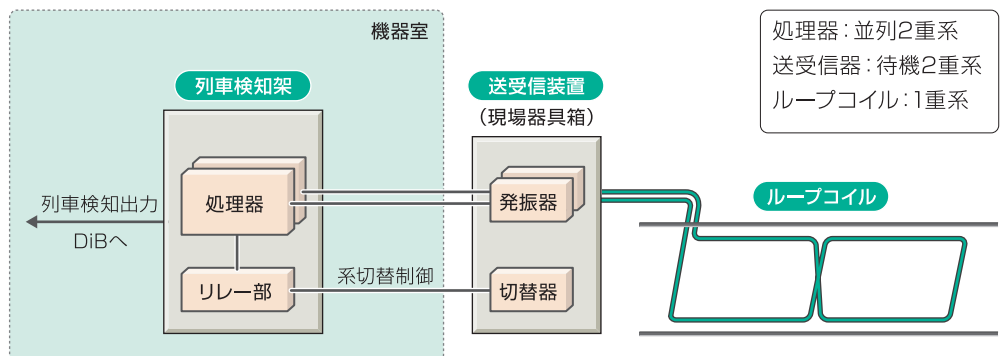 機器室
列車検知架
処理器
リレー部
列車検知出力
DiBへ
系切替制御
送受信装置
(現場器具箱)
発振器
切替器
ループコイル
処理器:並列2重系
送受信器:待機2重系
ループコイル:1重系